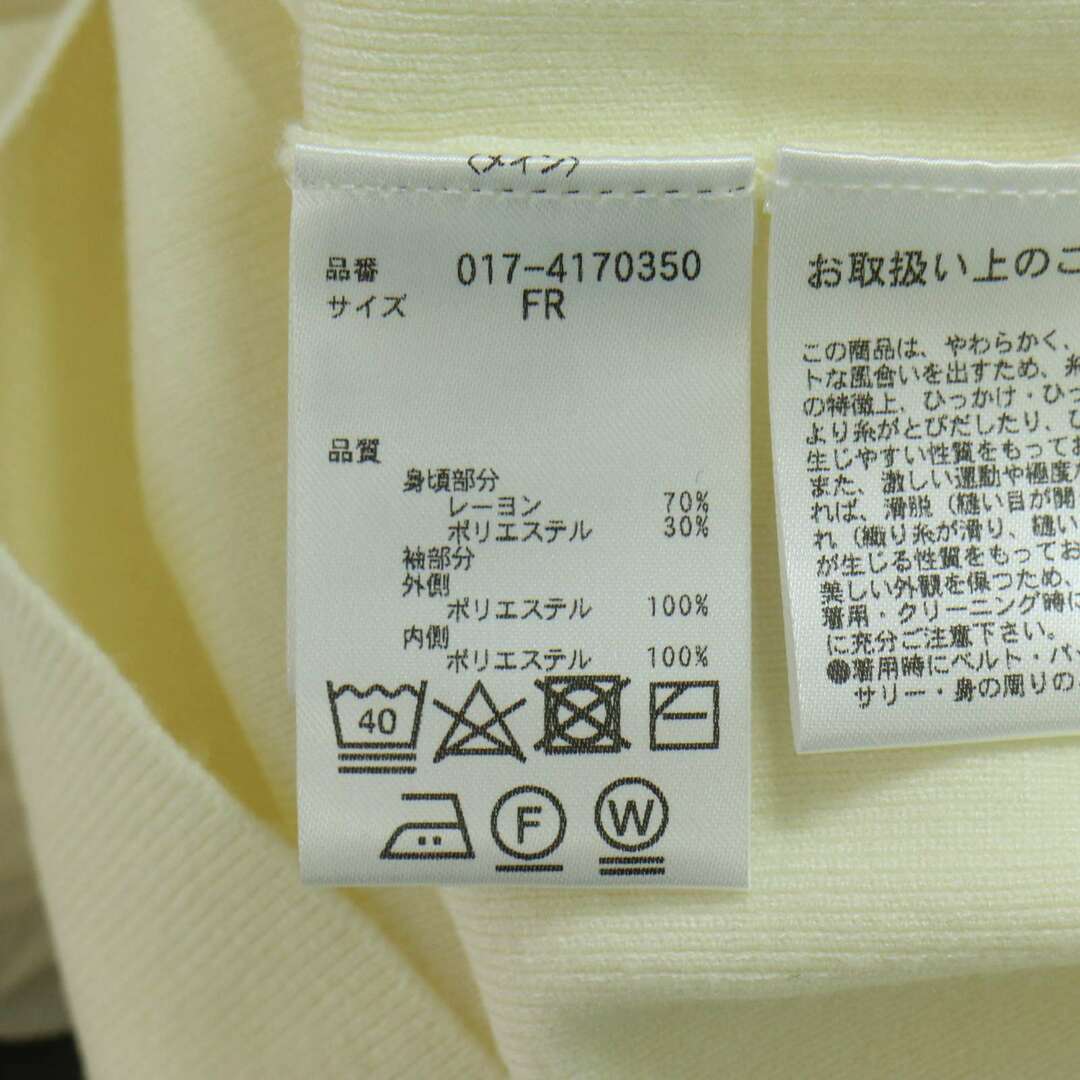 〈メイン〉
品番 017-4170350
サイズ FR
品質
身頃部分
レーヨン 70%
ポリエステル 30%
袖部分
外側
ポリエステル 100%
内側
ポリエステル 100%
40
F W
お取扱い上のご
この商品は、やわらかく、
トな風合いを出すため、糸
の特徴上、ひっかけ・ひっ
より糸がとびだしたり、ひ
生じやすい性質をもってお
また、激しい運動や極度な
れば、滑脱（縫い目が開
れ（織り糸が滑り、縫い
が生じる性質をもってお
美しい外観を保つため、
着用・クリーニング時に
に充分ご注意下さい。
●着用時にベルト・バッ
サリー・身の周りの